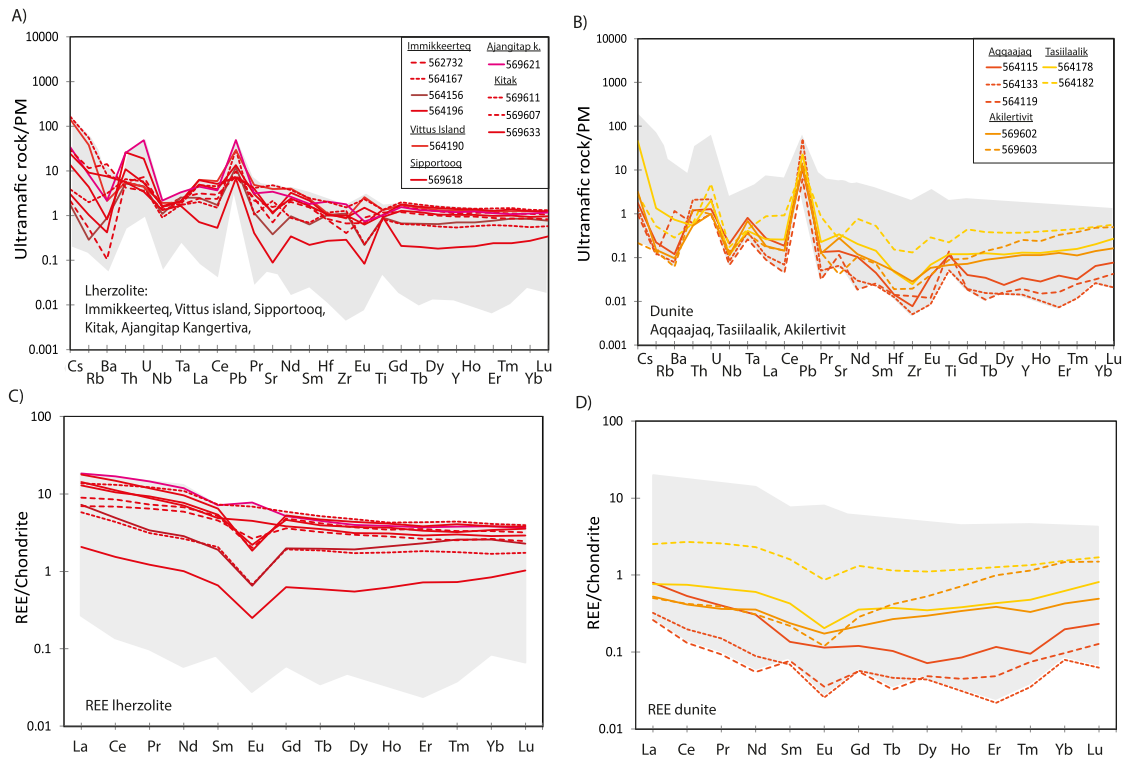 A)
Ultramafic rock/PM
10000
1000
100
10
1
0.1
0.01
0.001
Immikkeerteq
562732
564167
564156
564196
Vittus Island
564190
Sipportooq
569618
Ajangitap k.
569621
Kitak
569611
569607
569633
Lherzolite:
Immikeerteq, Vittus island, Sipportooq,
Kitak, Ajangitap Kangertiva,
Cs Ba U Ta Ce Pr Nd Hf Eu Gd Dy Ho Tm Lu
Rb Th Nb La Pb Sr Sm Zr Ti Tb Y Er Yb
B)
Ultramafic rock/PM
10000
1000
100
10
1
0.1
0.01
0.001
Aqqaajaq
564115
564133
564119
Tasiilaalik
564178
564182
Akilertivit
569602
569603
Dunite
Aqqaajaq, Tasiilaalik, Akilertivit
Cs Ba U Ta Ce Pr Nd Hf Eu Gd Dy Ho Tm Lu
Rb Th Nb La Pb Sr Sm Zr Ti Tb Y Er Yb
C)
REE/Chondrite
100
10
1
0.1
0.01
REE lherzolite
La Ce Pr Nd Sm Eu Gd Tb Dy Ho Er Tm Yb Lu
D)
REE/Chondrite
100
10
1
0.1
0.01
REE dunite
La Ce Pr Nd Sm Eu Gd Tb Dy Ho Er Tm Yb Lu